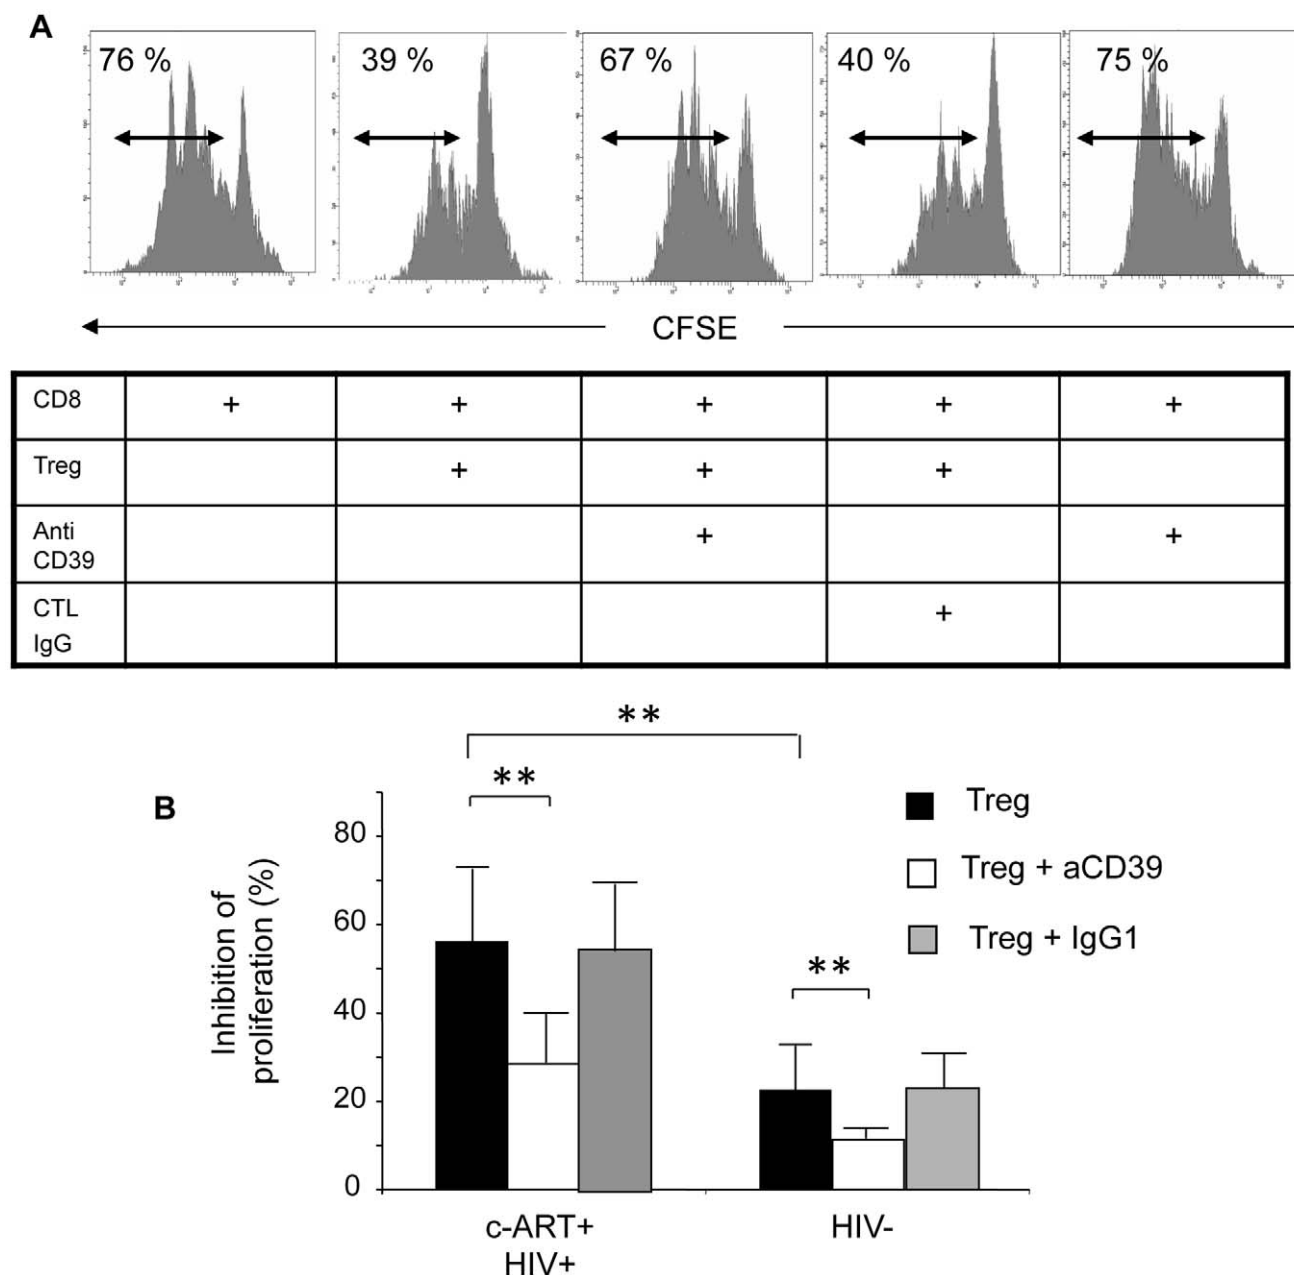 A
76 %
39 %
67 %
40 %
75 %
CFSE
CD8 + + + + +
Treg + + +
Anti
CD39 + +
CTL
IgG +
**
**
B
Treg
Treg + aCD39
Treg + IgG1
**
Inhibition of
proliferation (%)
80
60
40
20
0
c-ART+
HIV+
HIV-